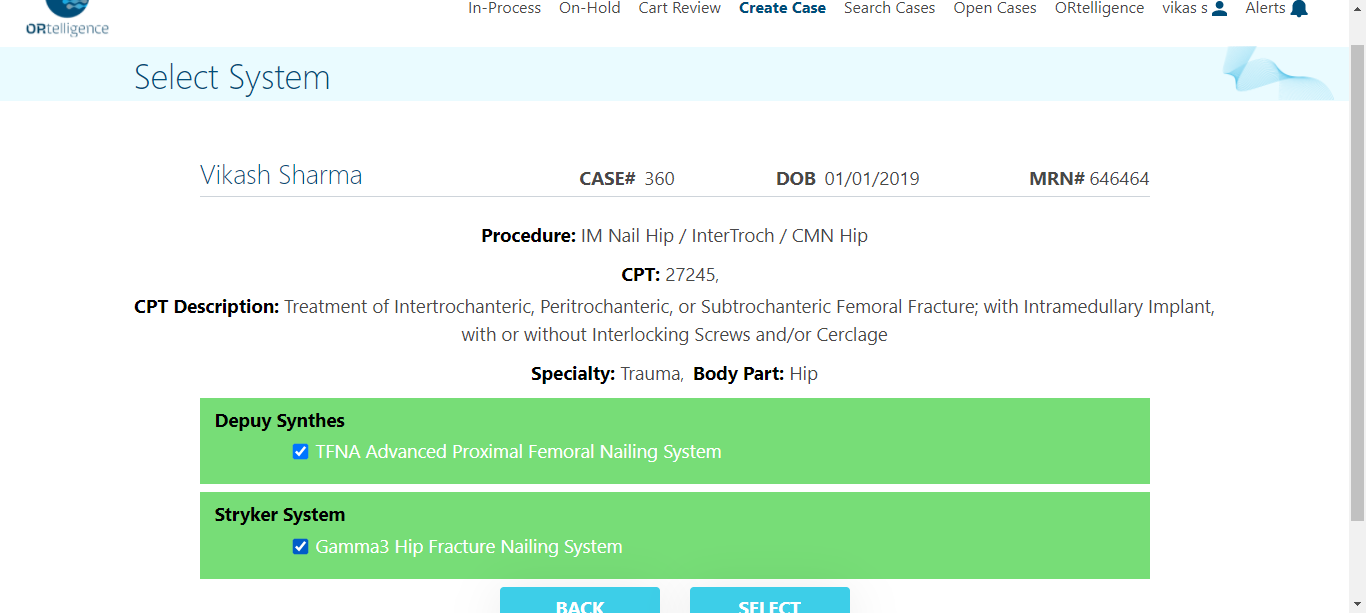 ORtelligence
In-Process On-Hold Cart Review Create Case Search Cases Open Cases ORtelligence vikas s Alerts
Select System
Vikash Sharma CASE# 360 DOB 01/01/2019 MRN# 646464
Procedure: IM Nail Hip / InterTroch / CMN Hip
CPT: 27245,
CPT Description: Treatment of Intertrochanteric, Peritrochanteric, or Subtrochanteric Femoral Fracture; with Intramedullary Implant,
with or without Interlocking Screws and/or Cerclage
Specialty: Trauma, Body Part: Hip
Depuy Synthes
TFNA Advanced Proximal Femoral Nailing System
Stryker System
Gamma3 Hip Fracture Nailing System
BACK SELECT